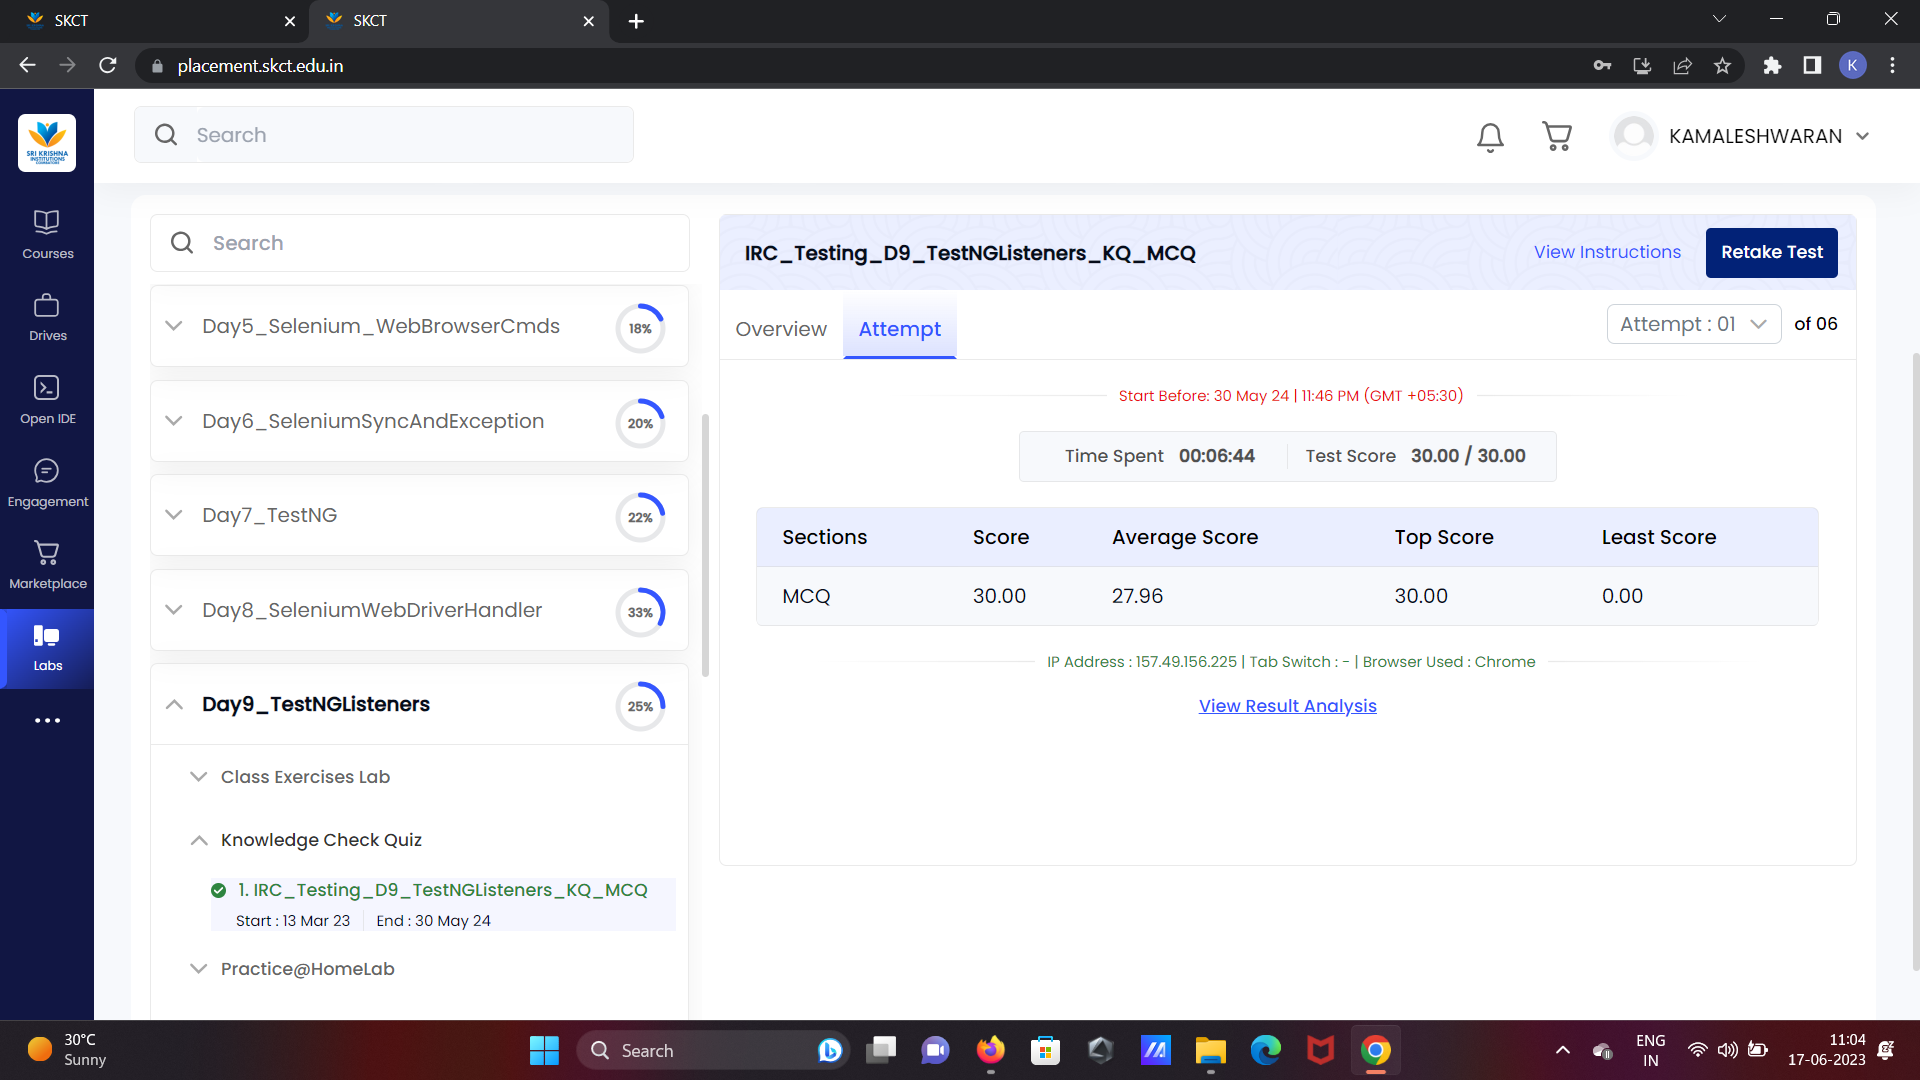 SKCT
SKCT
placement.skct.edu.in
K
SRI KRISHNA
INSTITUTIONS
Search
KAMALESHWARAN
Courses
Drives
Open IDE
Engagement
Marketplace
Labs
Search
Day5_Selenium_WebBrowserCmds
18%
Day6_SeleniumSyncAndException
20%
Day7_TestNG
22%
Day8_SeleniumWebDriverHandler
33%
Day9_TestNGListeners
25%
Class Exercises Lab
Knowledge Check Quiz
1. IRC_Testing_D9_TestNGListeners_KQ_MCQ
Start : 13 Mar 23 End : 30 May 24
Practice@HomeLab
IRC_Testing_D9_TestNGListeners_KQ_MCQ
View Instructions
Retake Test
Overview
Attempt
Attempt : 01 of 06
Start Before: 30 May 24 | 11:46 PM (GMT +05:30)
Time Spent 00:06:44 Test Score 30.00 / 30.00
Sections Score Average Score Top Score Least Score
MCQ 30.00 27.96 30.00 0.00
IP Address : 157.49.156.225 | Tab Switch : - | Browser Used : Chrome
View Result Analysis
30°C
Sunny
Search
ENG
IN
11:04
17-06-2023